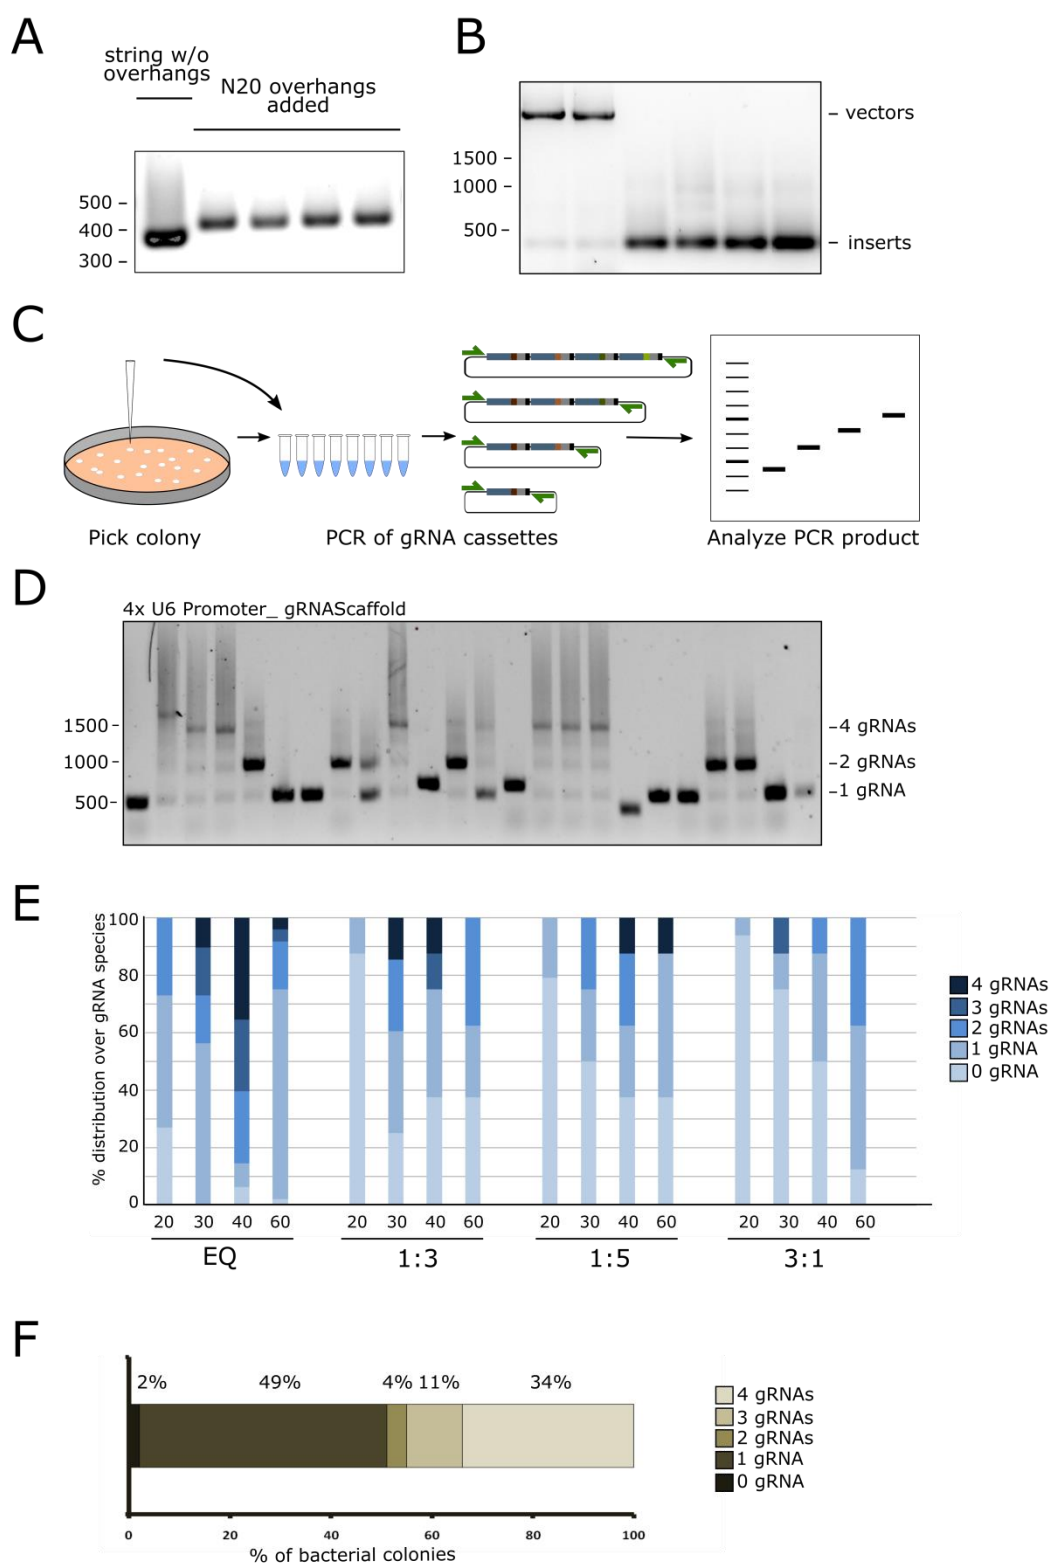 A
string w/o
overhangs
N20 overhangs
added
500
400
300
B
1500
1000
500
vectors
inserts
C
Pick colony
PCR of gRNA cassettes
Analyze PCR product
D
4x U6 Promoter_ gRNAScaffold
1500
1000
500
4 gRNAs
2 gRNAs
1 gRNA
E
% distribution over gRNA species
100
80
60
40
20
0
20 30 40 60
EQ
20 30 40 60
1:3
20 30 40 60
1:5
20 30 40 60
3:1
4 gRNAs
3 gRNAs
2 gRNAs
1 gRNA
0 gRNA
F
2% 49% 4% 11% 34%
0 20 40 60 80 100
% of bacterial colonies
4 gRNAs
3 gRNAs
2 gRNAs
1 gRNA
0 gRNA